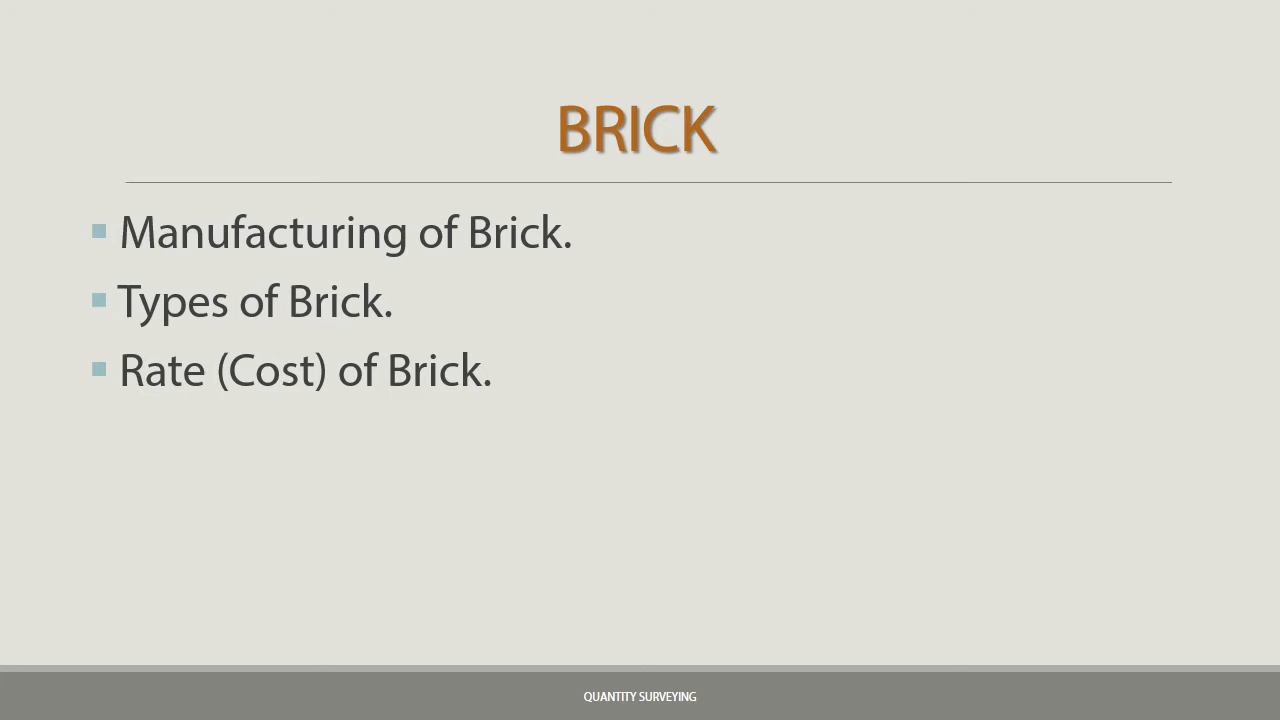 BRICK
Manufacturing of Brick.
Types of Brick.
Rate (Cost) of Brick.
QUANTITY SURVEYING